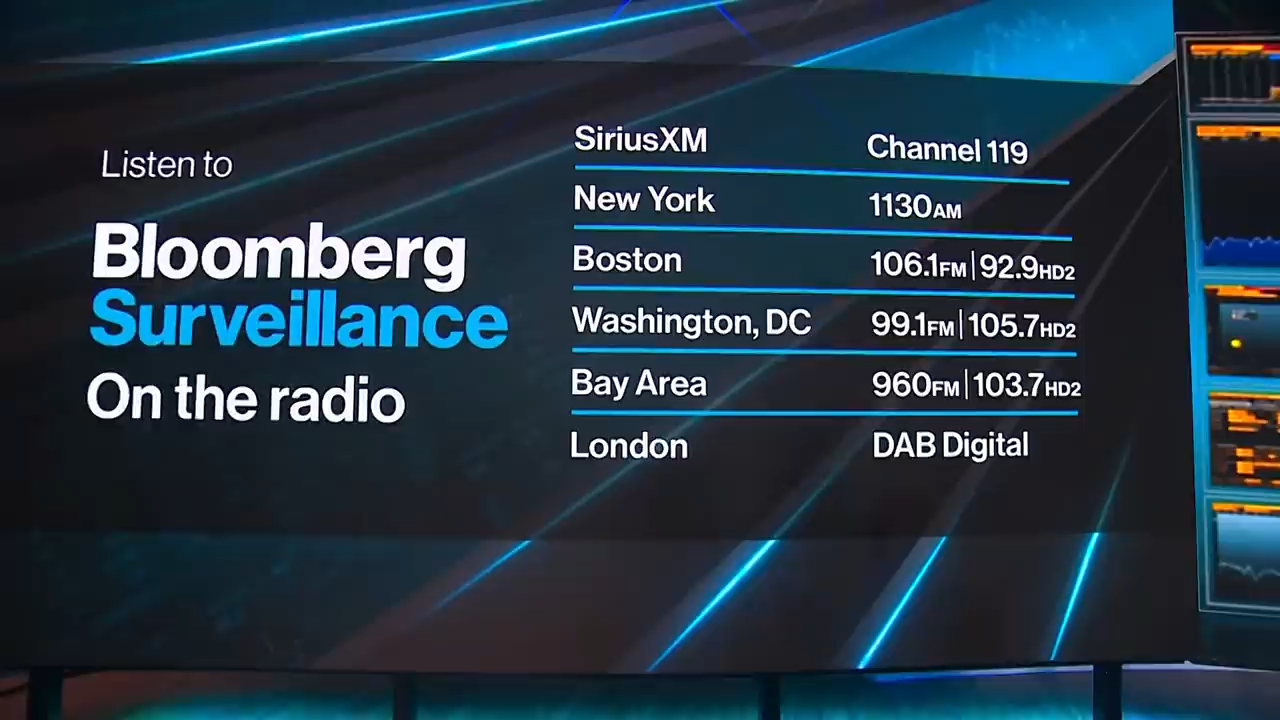 Listen to
Bloomberg
Surveillance
On the radio
SiriusXM Channel 119
New York 1130AM
Boston 106.1FM|92.9HD2
Washington, DC 99.1FM|105.7HD2
Bay Area 960FM|103.7HD2
London DAB Digital